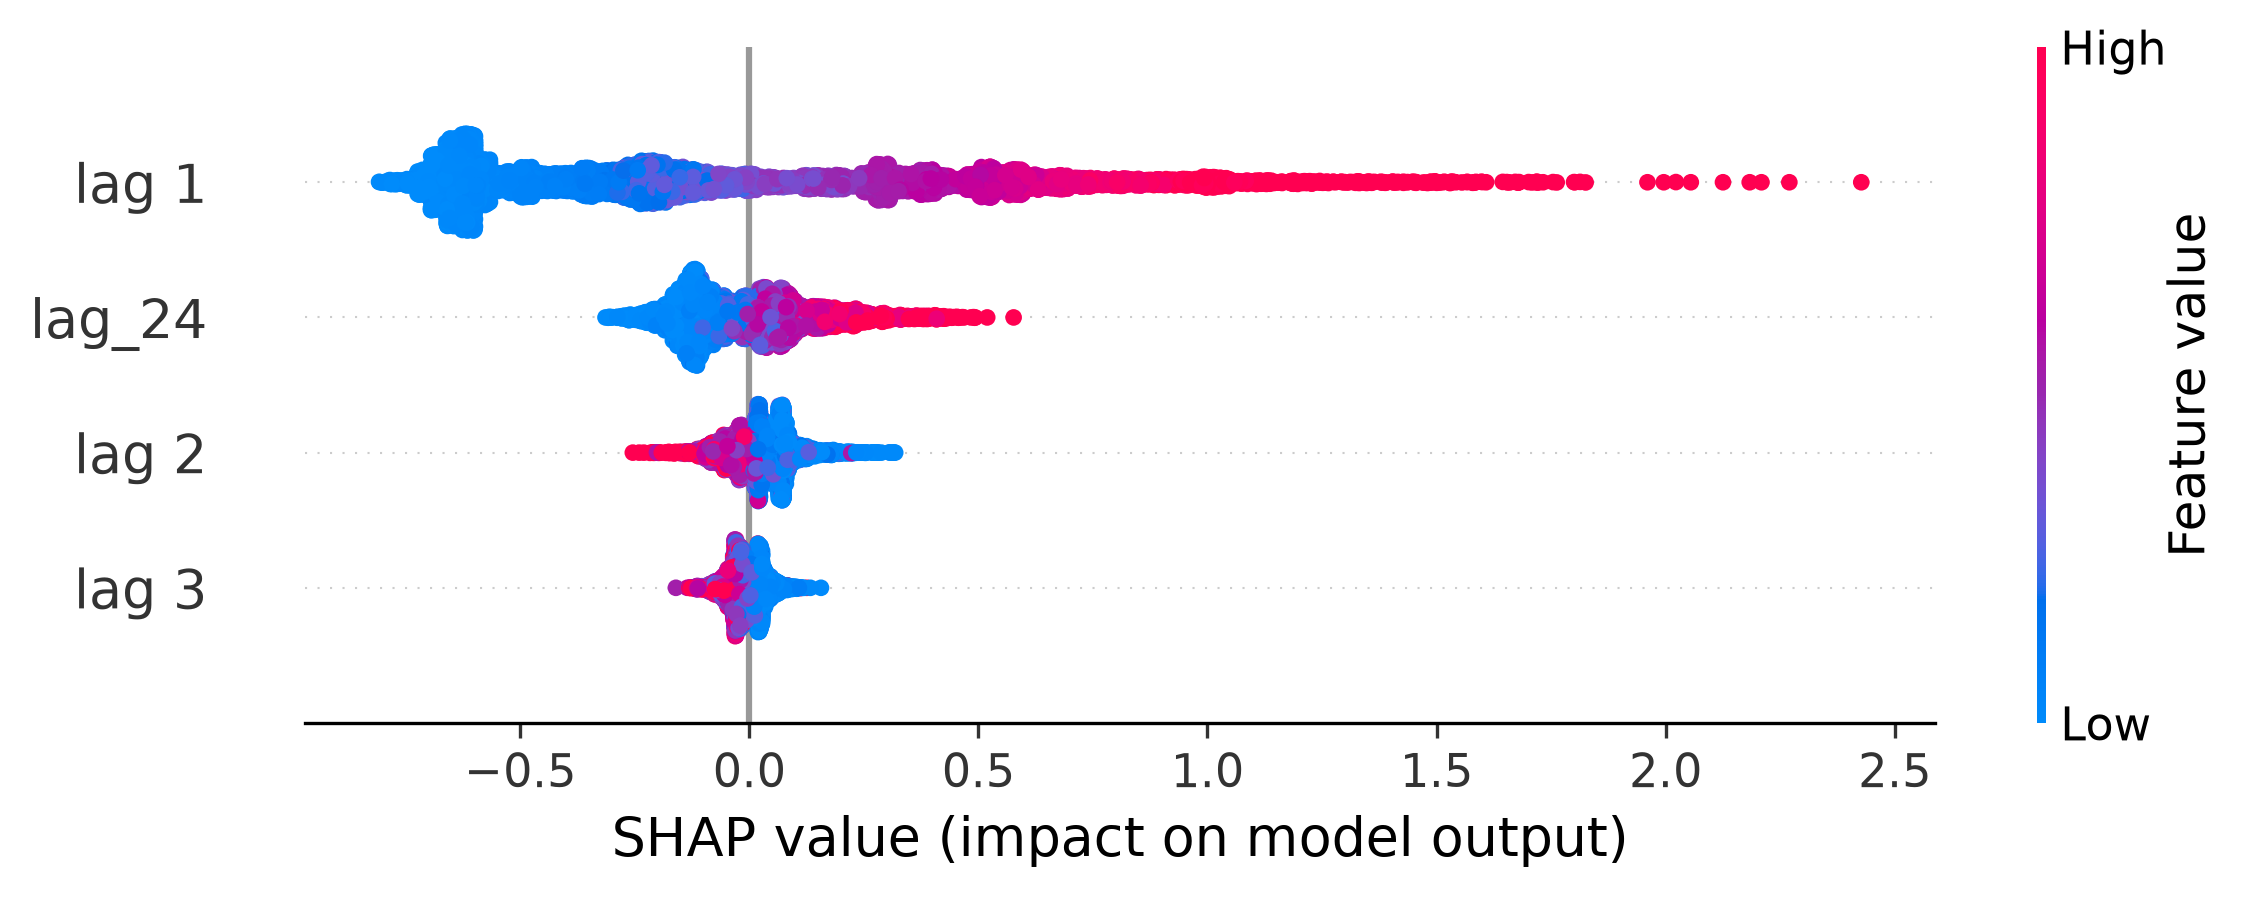 High
lag 1
lag_24
lag 2
lag 3
Low
Feature value
−0.5 0.0 0.5 1.0 1.5 2.0 2.5
SHAP value (impact on model output)